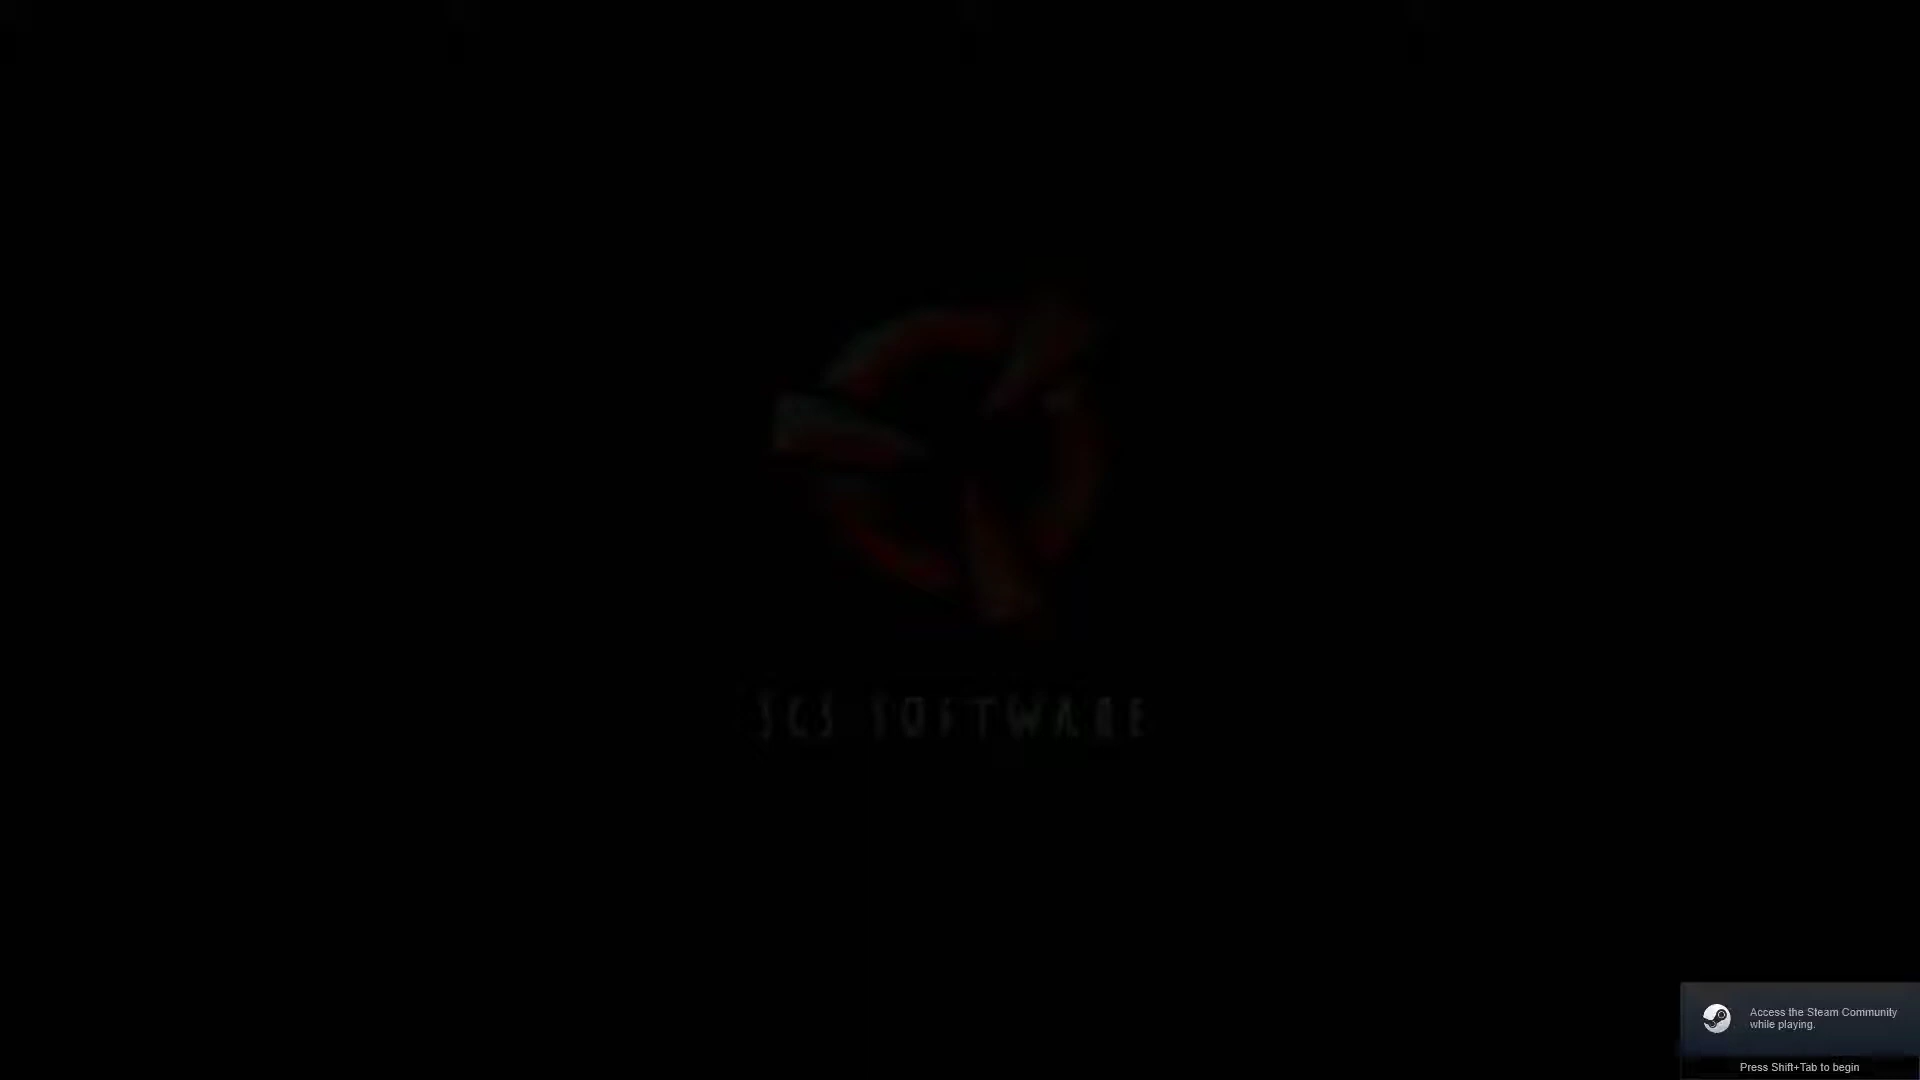 SCS SOFTWARE
Access the Steam Community
while playing.
Press Shift+Tab to begin